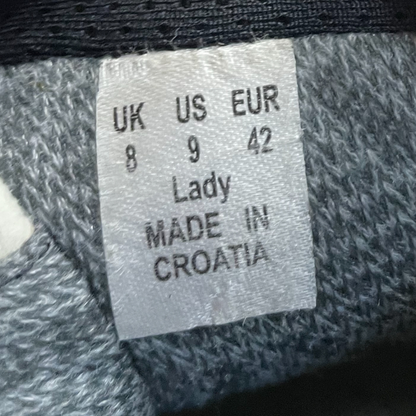 UK US EUR
8 9 42
Lady
MADE IN
CROATIA